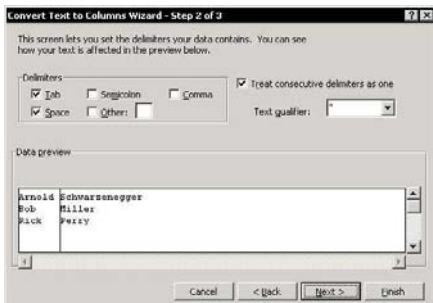 Convert Text to Columns Wizard - Step 2 of 3
This screen lets you set the delimiters your data contains. You can see
how your text is affected in the preview below.
Delimiters
Tab Semicolon Comma
Space Other:
Treat consecutive delimiters as one
Text qualifier: "
Data preview
Arnold Schwarsenegger
Bob Miller
Rick Perry
Cancel < Back Next > Finish